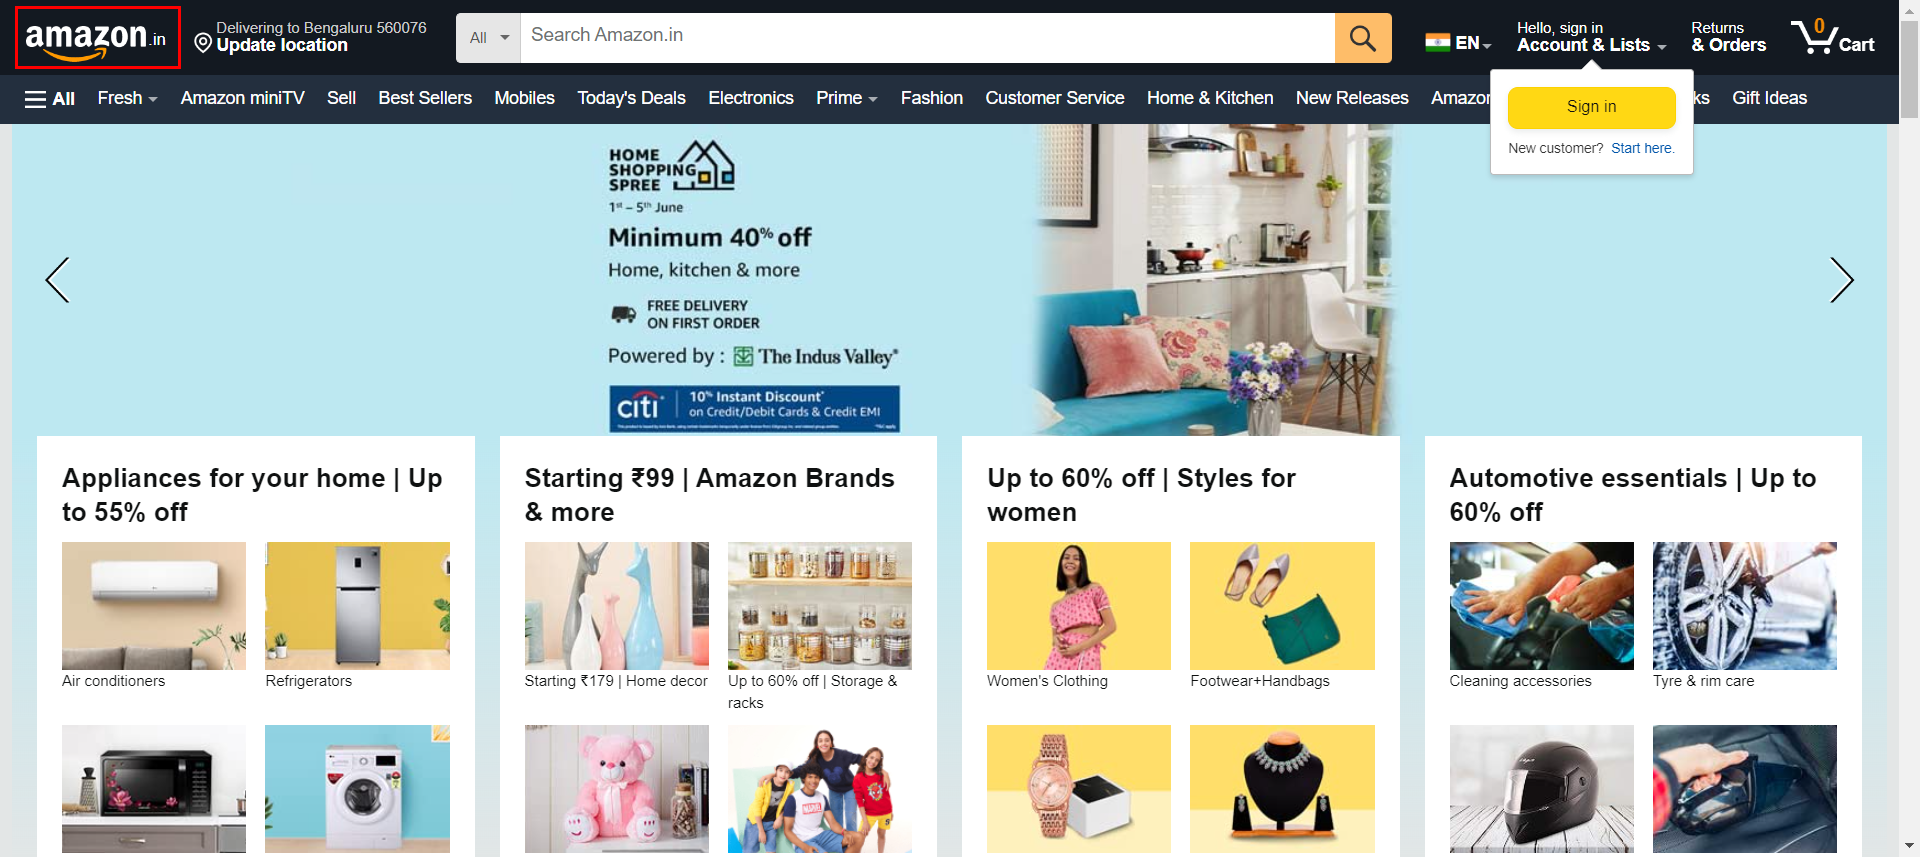 amazon.in
Delivering to Bengaluru 560076
Update location
All
Search Amazon.in
EN
Hello, sign in
Account & Lists
Returns
& Orders
0
Cart
All
Fresh
Amazon miniTV
Sell
Best Sellers
Mobiles
Today's Deals
Electronics
Prime
Fashion
Customer Service
Home & Kitchen
New Releases
Amazon
ks
Gift Ideas
Sign in
New customer? Start here.
HOME
SHOPPING
SPREE
1st – 5th June
Minimum 40% off
Home, kitchen & more
FREE DELIVERY
ON FIRST ORDER
Powered by : The Indus Valley®
citi
10% Instant Discount*
on Credit/Debit Cards & Credit EMI
Appliances for your home | Up
to 55% off
Air conditioners
Refrigerators
Starting ₹99 | Amazon Brands
& more
Starting ₹179 | Home decor
Up to 60% off | Storage &
racks
MARVEL
Up to 60% off | Styles for
women
Women's Clothing
Footwear+Handbags
Automotive essentials | Up to
60% off
Cleaning accessories
Tyre & rim care